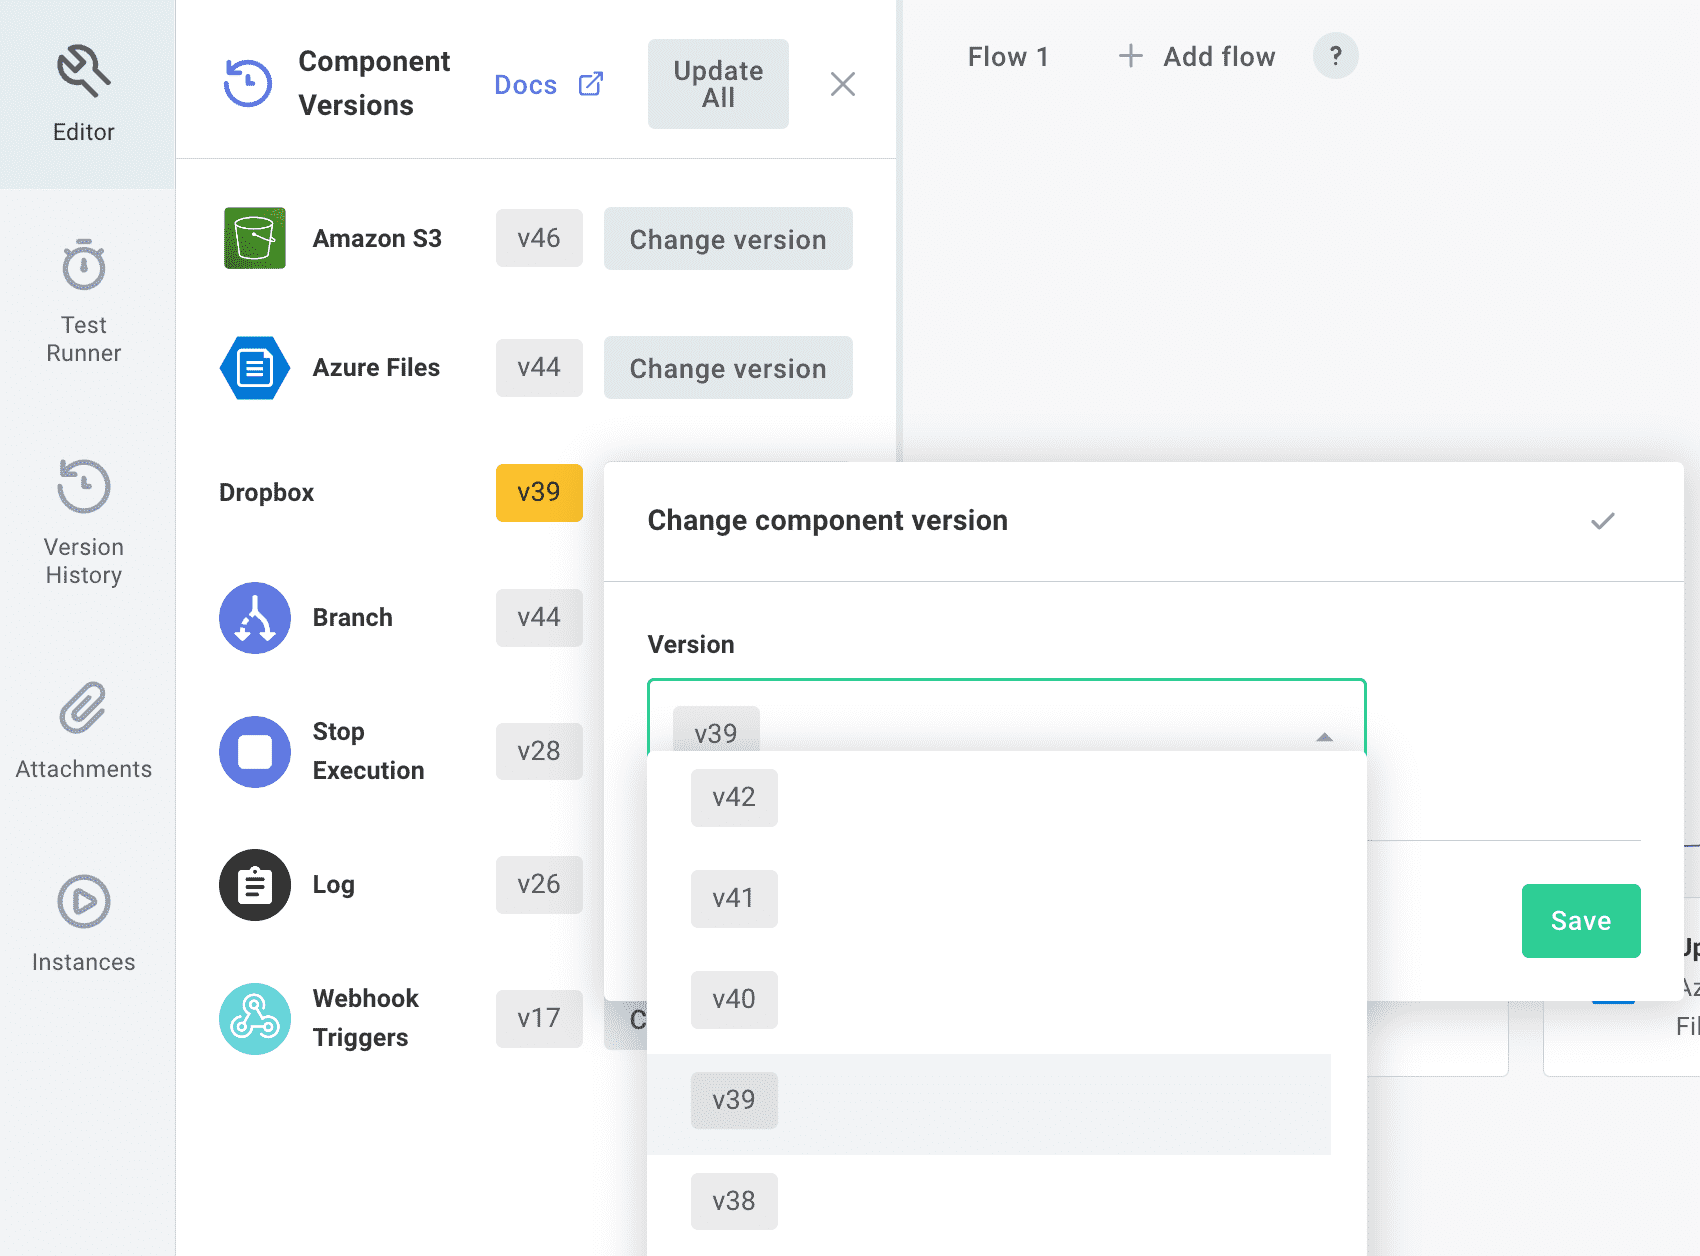 Editor
Test
Runner
Version
History
Attachments
Instances
Component
Versions
Docs
Update
All
Amazon S3
v46
Change version
Azure Files
v44
Change version
Dropbox
v39
Branch
v44
Stop
Execution
v28
Log
v26
Webhook
Triggers
v17
C
Flow 1
Add flow
?
Change component version
Version
v39
v42
v41
v40
v39
v38
Save
Up
Az
Fil